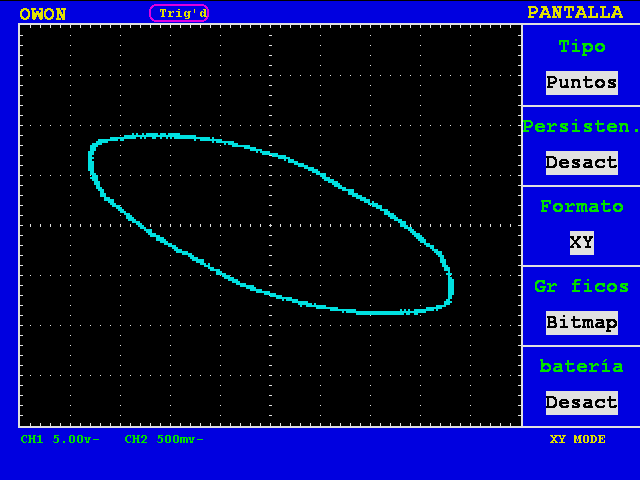 OWON Trig'd PANTALLA
Tipo
Puntos
Persisten.
Desact
Formato
XY
Gr ficos
Bitmap
batería
Desact
CH1 5.00v~ CH2 500mv~ XY MODE